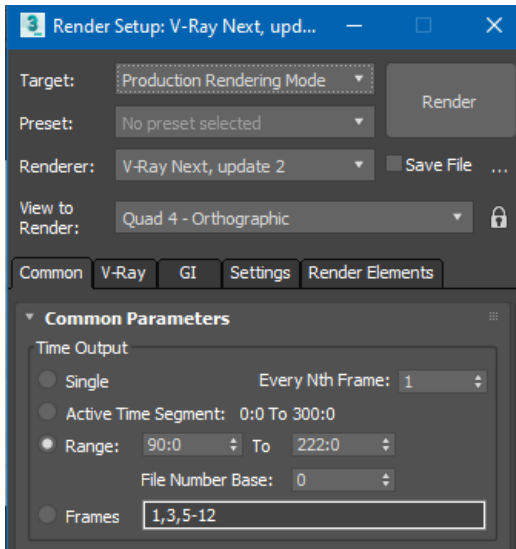 3 Render Setup: V-Ray Next, upd...
Target: Production Rendering Mode
Render
Preset: No preset selected
Renderer: V-Ray Next, update 2 Save File ...
View to
Render: Quad 4 - Orthographic
Common V-Ray GI Settings Render Elements
Common Parameters
Time Output
Single Every Nth Frame: 1
Active Time Segment: 0:0 To 300:0
Range: 90:0 To 222:0
File Number Base: 0
Frames 1,3,5-12